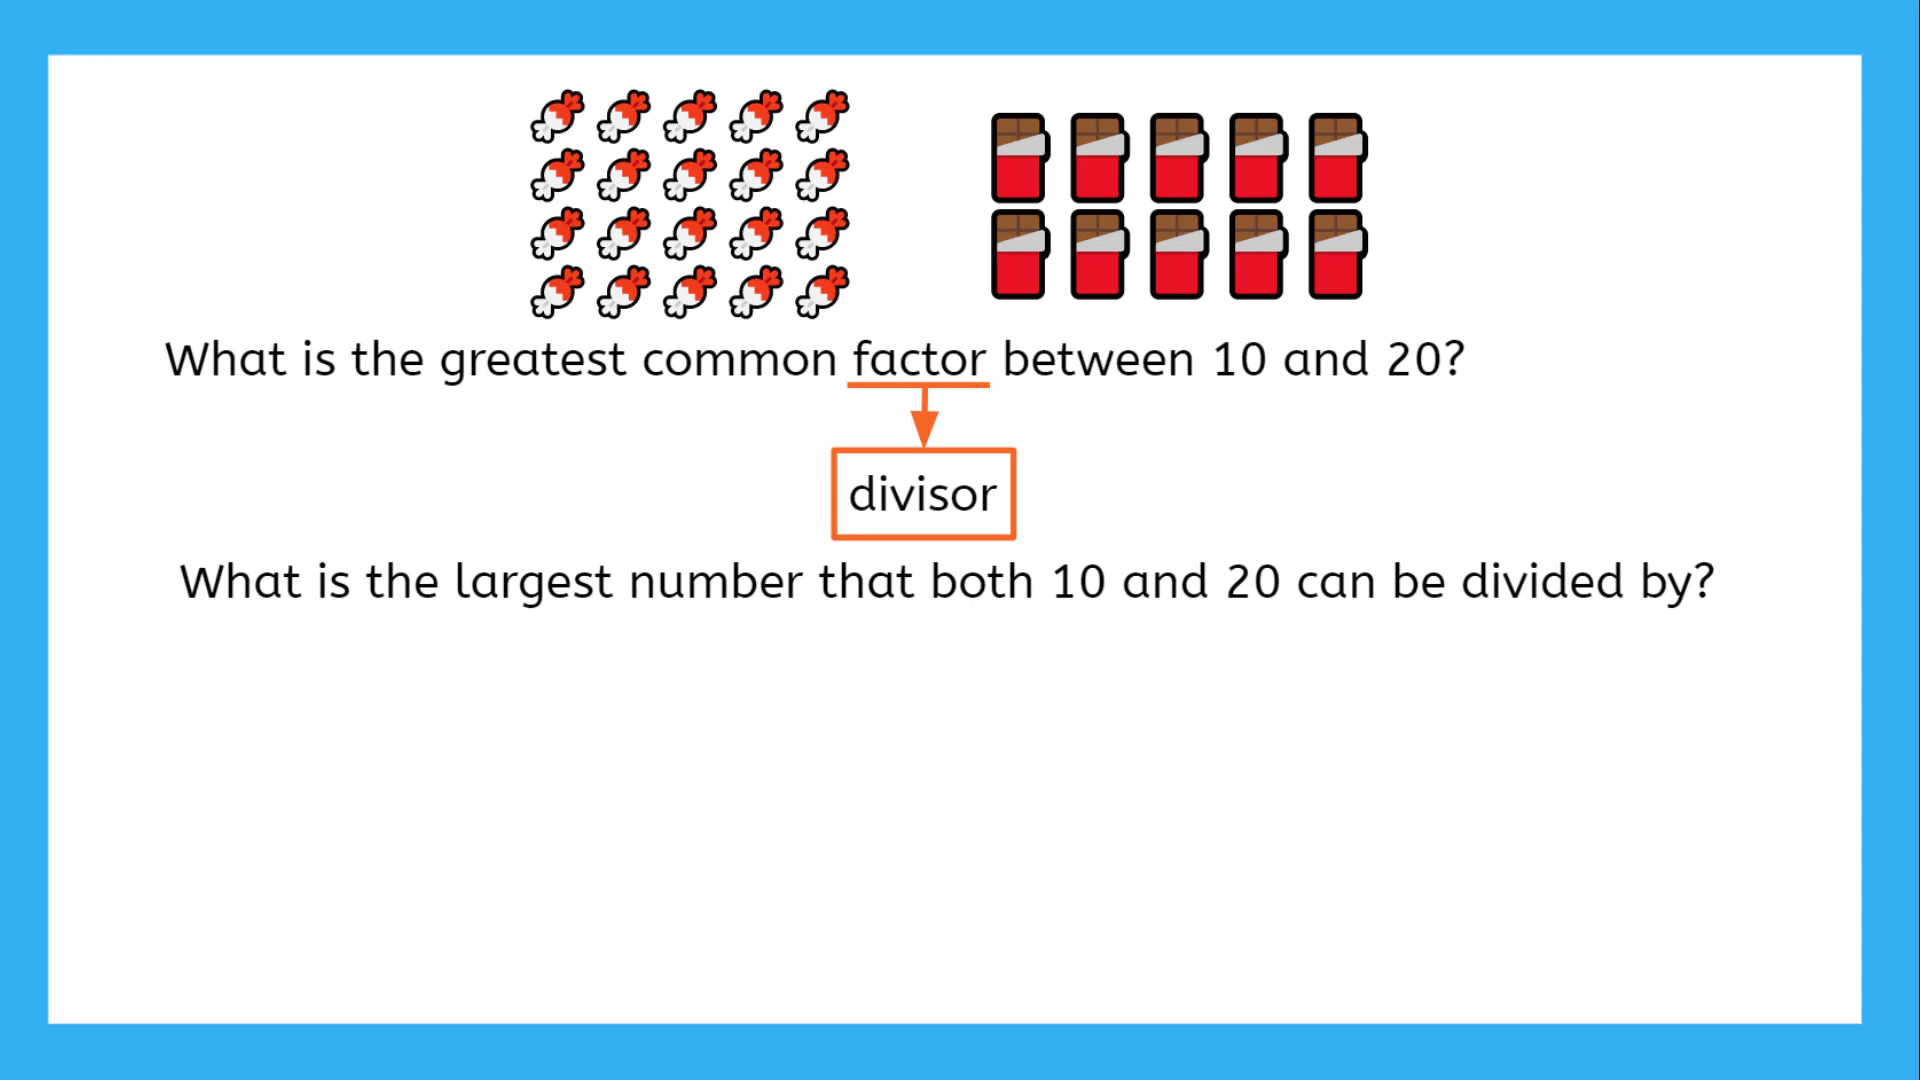 What is the greatest common factor between 10 and 20?
divisor
What is the largest number that both 10 and 20 can be divided by?